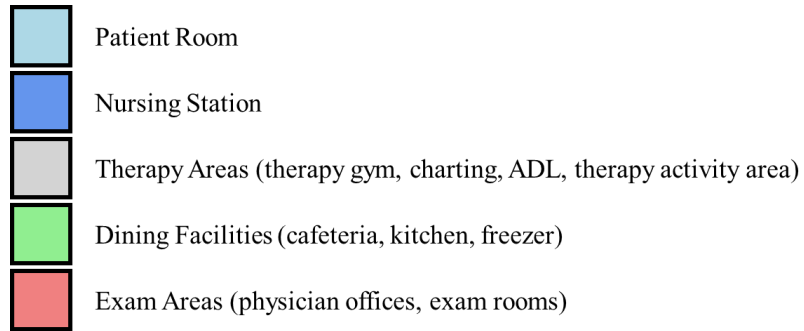 Patient Room
Nursing Station
Therapy Areas (therapy gym, charting, ADL, therapy activity area)
Dining Facilities (cafeteria, kitchen, freezer)
Exam Areas (physician offices, exam rooms)